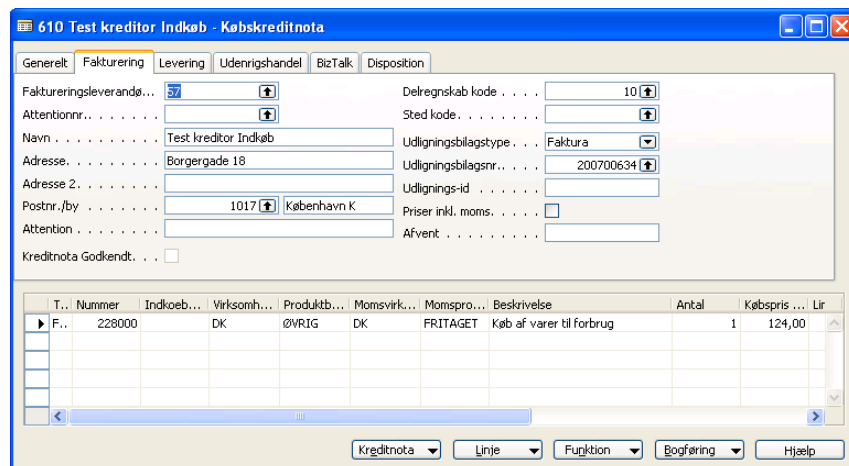 610 Test kreditor Indkøb - Købskreditnota
Generelt Fakturering Levering Udenrigshandel BizTalk Disposition
Faktureringsleverandø... 57
Attentionnr.. . . . . . .
Navn . . . . . . . . . . Test kreditor Indkøb
Adresse. . . . . . . . . Borgergade 18
Adresse 2. . . . . . . .
Postnr./by . . . . . . . 1017 København K
Attention . . . . . . . .
Kreditnota Godkendt. . .
Delregnskab kode . . . . 10
Sted kode. . . . . . . .
Udligningsbilagstype. . . Faktura
Udligningsbilagsnr.. . . 200700634
Udlignings-id . . . . . .
Priser inkl. moms. . . . .
Afvent . . . . . . . . .
T.. Nummer Indkoeb... Virksomh... Produktb... Momsvirk... Momspro... Beskrivelse Antal Købspris ... Lir
F.. 228000 DK ØVRIG DK FRITAGET Køb af varer til forbrug 1 124,00
Kreditnota Linje Funktion Bogføring Hjælp